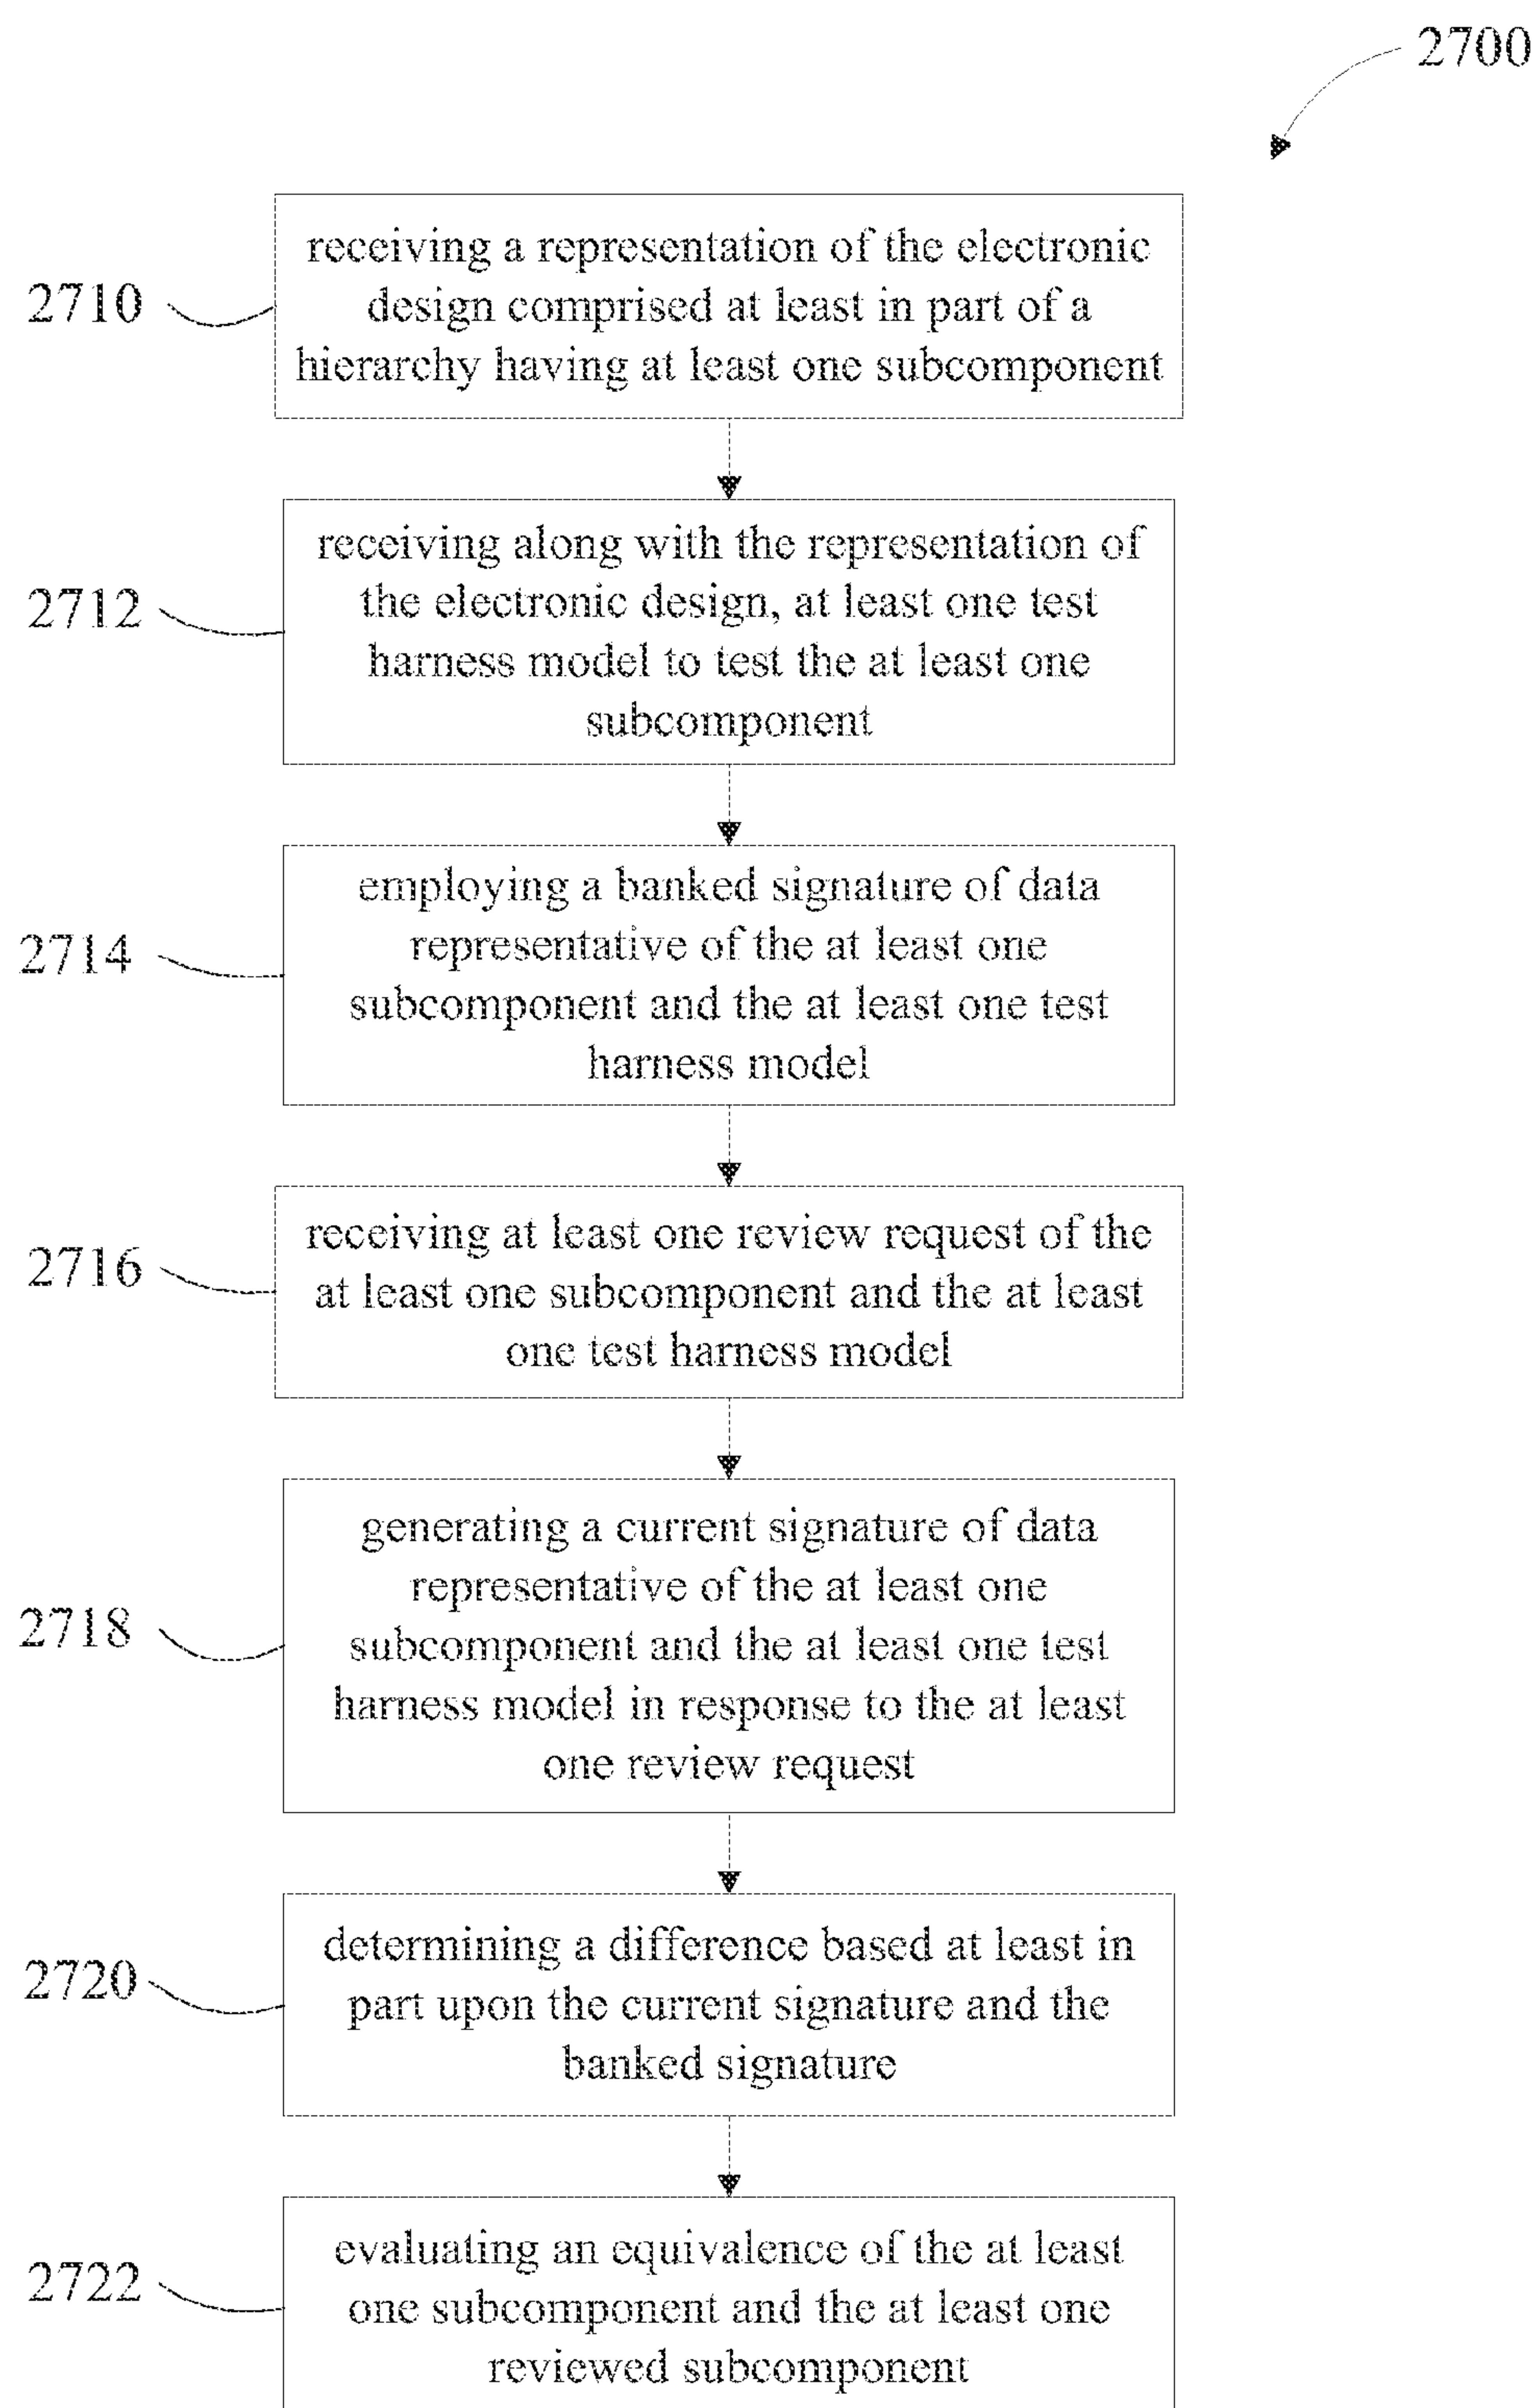 2700
receiving a representation of the electronic
design comprised at least in part of a
hierarchy having at least one subcomponent
2710
receiving along with the representation of
the electronic design, at least one test
harness model to test the at least one
subcomponent
2712
employing a banked signature of data
representative of the at least one
subcomponent and the at least one test
harness model
2714
receiving at least one review request of the
at least one subcomponent and the at least
one test harness model
2716
generating a current signature of data
representative of the at least one
subcomponent and the at least one test
harness model in response to the at least
one review request
2718
determining a difference based at least in
part upon the current signature and the
banked signature
2720
evaluating an equivalence of the at least
one subcomponent and the at least one
reviewed subcomponent
2722